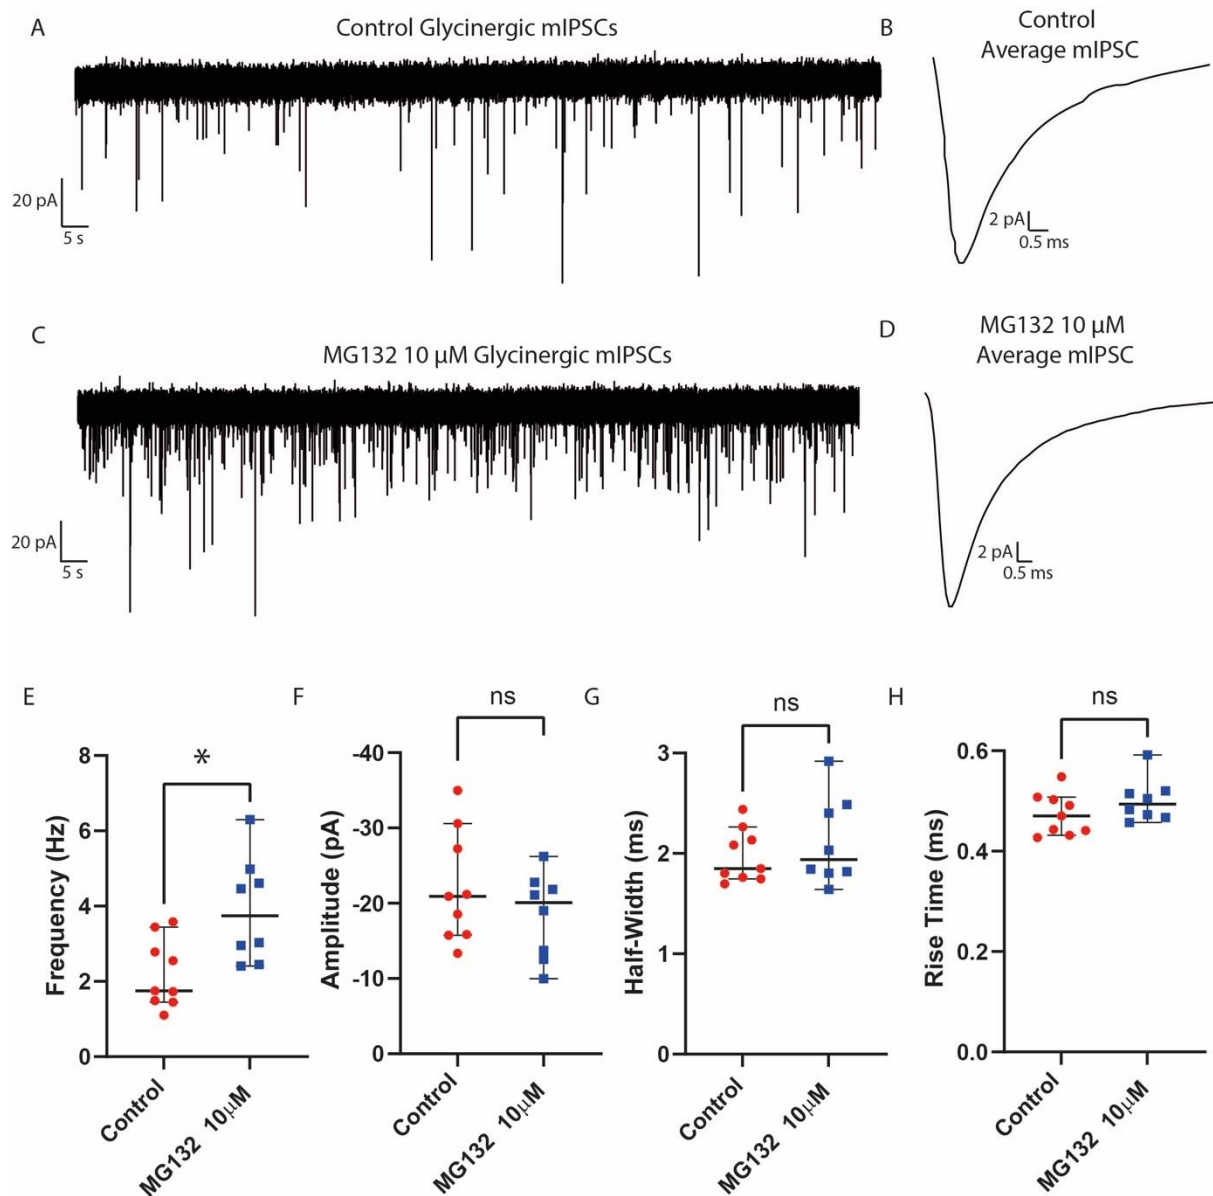 A
Control Glycinergic mIPSCs
B
Control
Average mIPSC
20 pA
5 s
2 pA
0.5 ms
C
MG132 10 μM Glycinergic mIPSCs
D
MG132 10 μM
Average mIPSC
20 pA
5 s
2 pA
0.5 ms
E
*
Frequency (Hz)
8
6
4
2
0
Control
MG132 10μM
F
ns
Amplitude (pA)
-40
-30
-20
-10
0
Control
MG132 10μM
G
ns
Half-Width (ms)
3
2
1
0
Control
MG132 10μM
H
ns
Rise Time (ms)
0.6
0.4
0.2
0.0
Control
MG132 10μM